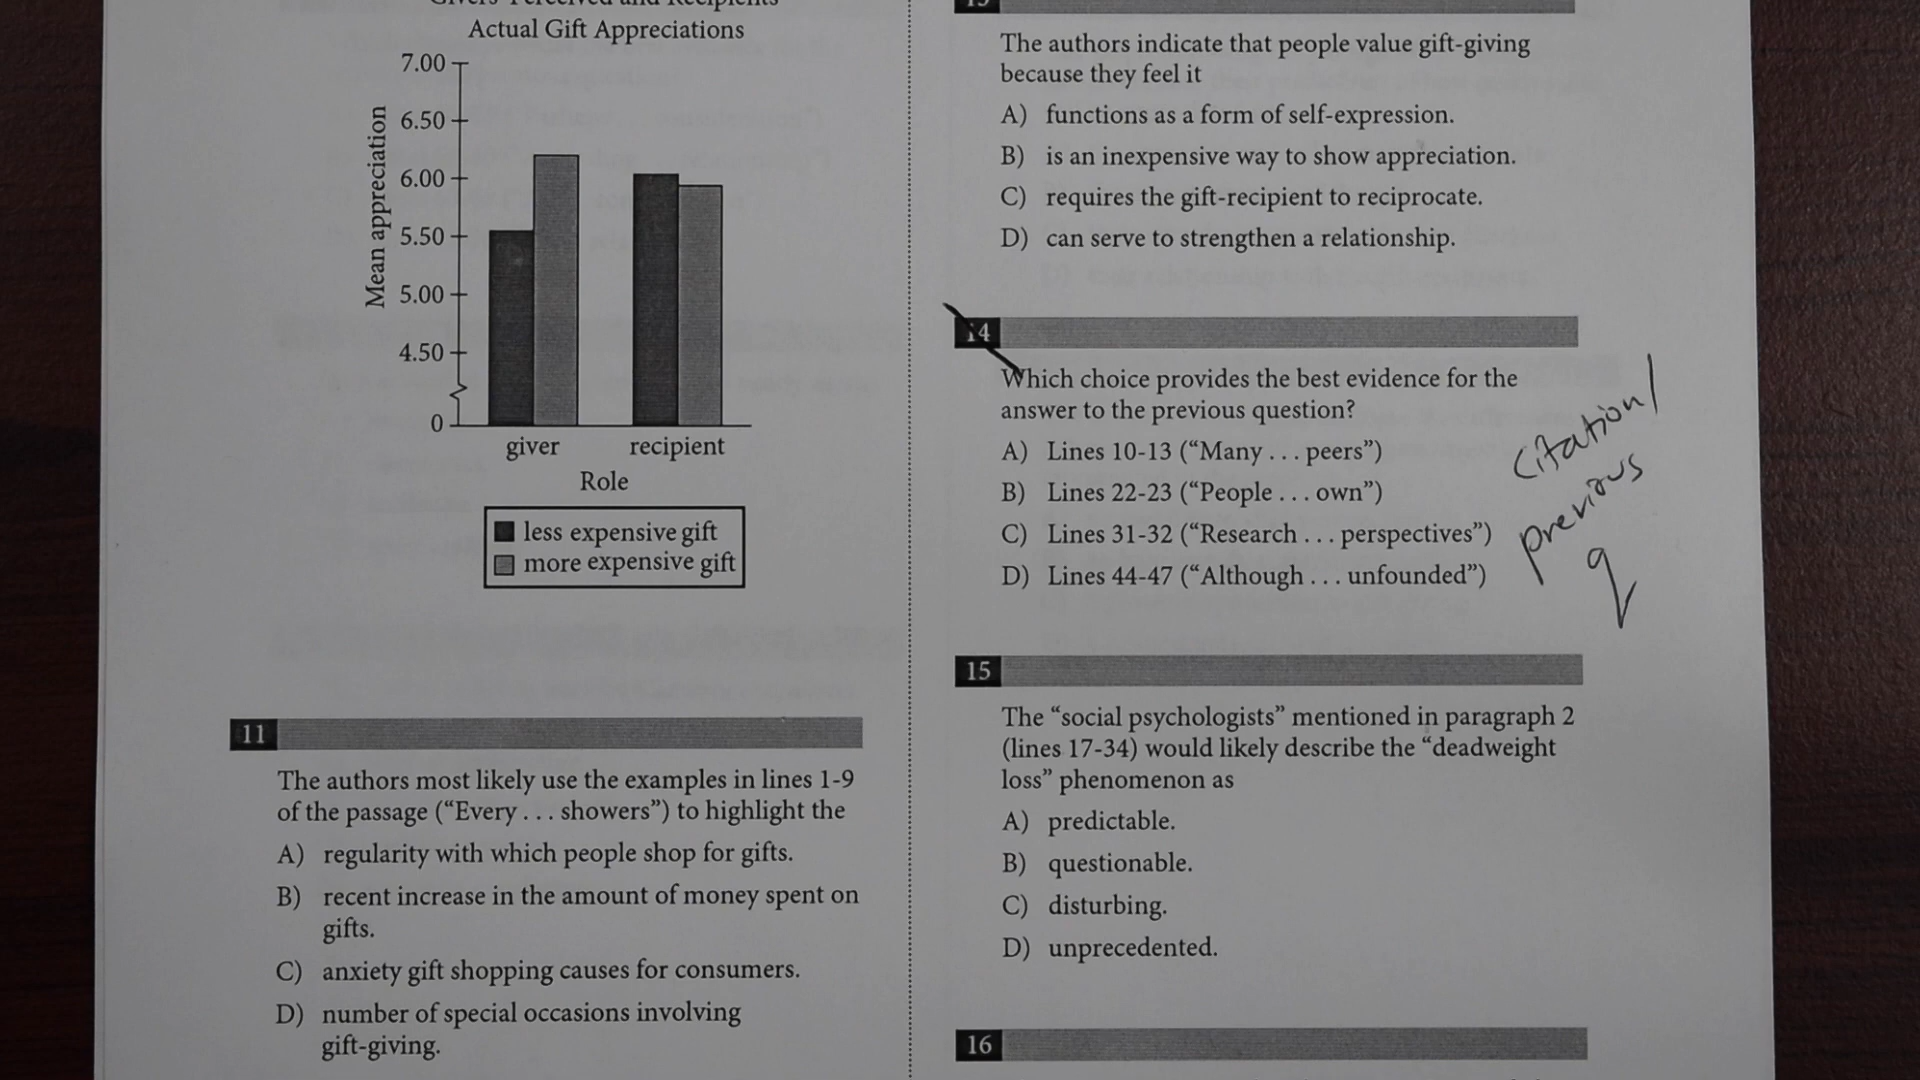 Givers' Perceived and Recipients'
Actual Gift Appreciations
7.00
6.50
6.00
5.50
5.00
4.50
0
Mean appreciation
giver
recipient
Role
less expensive gift
more expensive gift
11
The authors most likely use the examples in lines 1-9
of the passage (“Every . . . showers”) to highlight the
A) regularity with which people shop for gifts.
B) recent increase in the amount of money spent on
gifts.
C) anxiety gift shopping causes for consumers.
D) number of special occasions involving
gift-giving.
13
The authors indicate that people value gift-giving
because they feel it
A) functions as a form of self-expression.
B) is an inexpensive way to show appreciation.
C) requires the gift-recipient to reciprocate.
D) can serve to strengthen a relationship.
14
Which choice provides the best evidence for the
answer to the previous question?
A) Lines 10-13 (“Many . . . peers”)
B) Lines 22-23 (“People . . . own”)
C) Lines 31-32 (“Research . . . perspectives”)
D) Lines 44-47 (“Although . . . unfounded”)
citation/
previous
q
15
The “social psychologists” mentioned in paragraph 2
(lines 17-34) would likely describe the “deadweight
loss” phenomenon as
A) predictable.
B) questionable.
C) disturbing.
D) unprecedented.
16